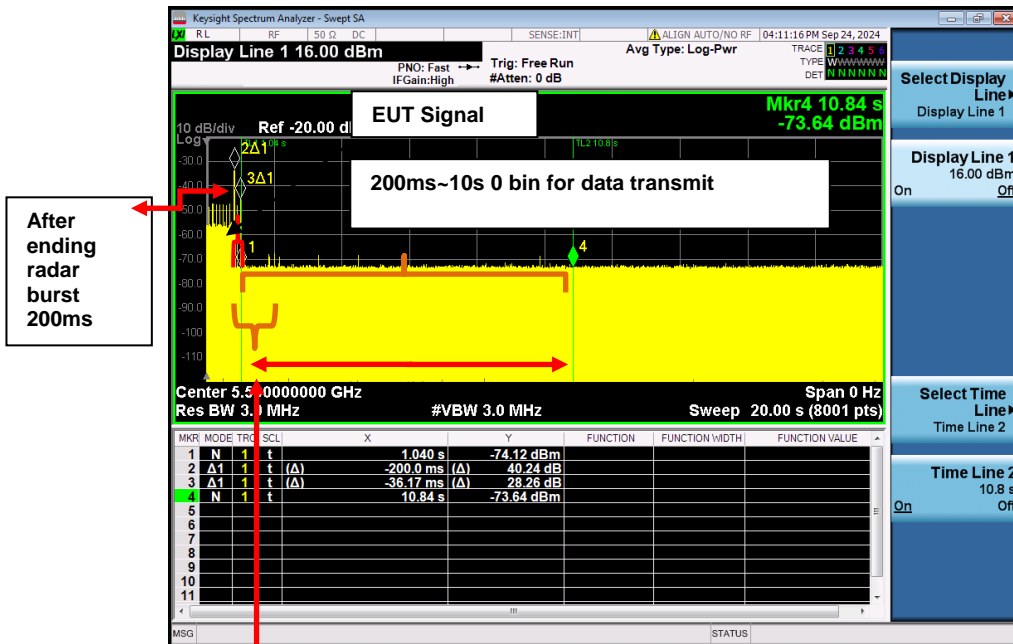 Keysight Spectrum Analyzer - Swept SA
LXI RL RF 50 Ω DC SENSE:INT ALIGN AUTO/NO RF 04:11:16 PM Sep 24, 2024
Display Line 1 16.00 dBm
PNO: Fast
IFGain:High
Trig: Free Run
#Atten: 0 dB
Avg Type: Log-Pwr
TRACE 1 2 3 4 5 6
TYPE WWWWWW
DET N N N N N N
10 dB/div
Log
Ref -20.00 d
EUT Signal
Mkr4 10.84 s
-73.64 dBm
-30.0
-40.0
-50.0
-60.0
-70.0
-80.0
-90.0
-100
-110
2Δ1
3Δ1
1
4
TL2 10.8 s
200ms~10s 0 bin for data transmit
After
ending
radar
burst
200ms
Center 5.5 0000000 GHz
Span 0 Hz
Res BW 3.0 MHz
#VBW 3.0 MHz
Sweep 20.00 s (8001 pts)
MKR MODE TRC SCL X Y FUNCTION FUNCTION WIDTH FUNCTION VALUE
1 N 1 t 1.040 s -74.12 dBm
2 Δ1 1 t (Δ) -200.0 ms (Δ) 40.24 dB
3 Δ1 1 t (Δ) -36.17 ms (Δ) 28.26 dB
4 N 1 t 10.84 s -73.64 dBm
5
6
7
8
9
10
11
MSG
STATUS
Select Display
Line
Display Line 1
Display Line 1
16.00 dBm
On Off
Select Time
Line
Time Line 2
Time Line 2
10.8 s
On Off